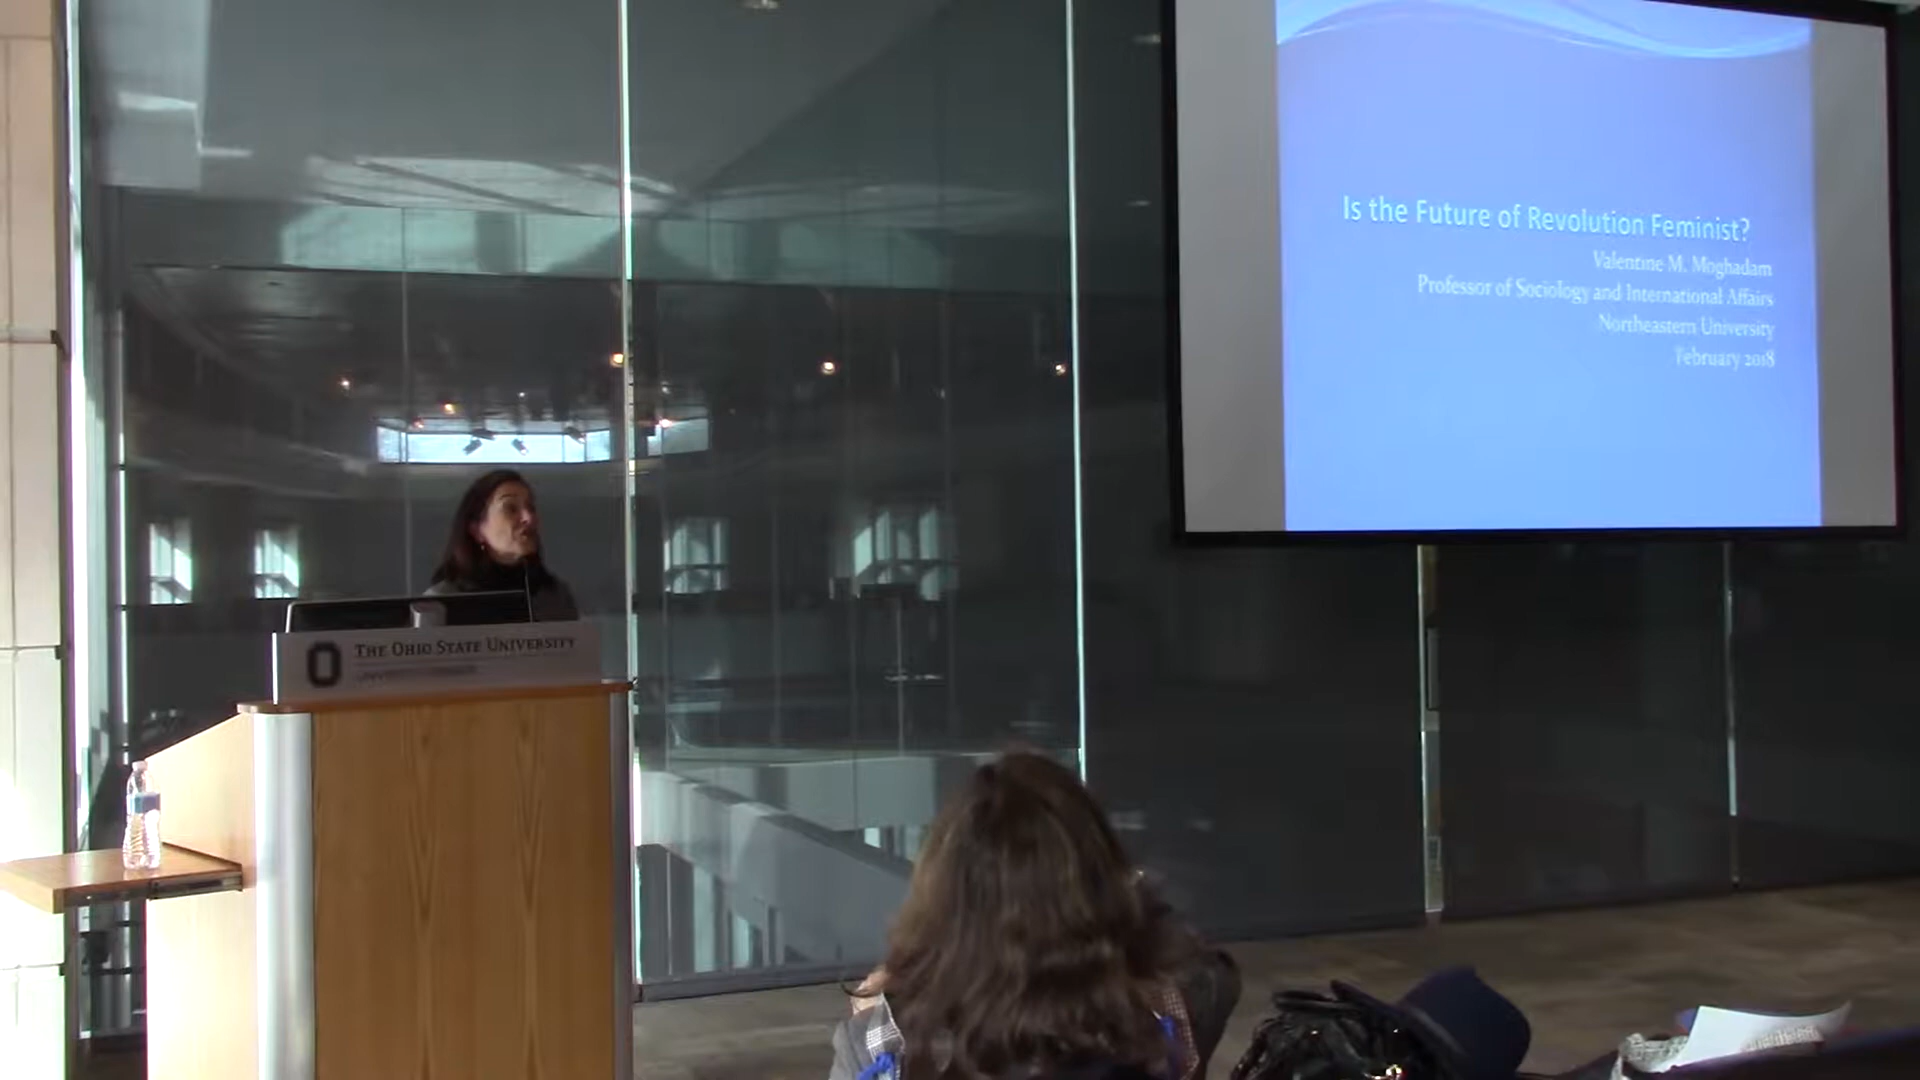 Is the Future of Revolution Feminist?
Valentine M. Moghadam
Professor of Sociology and International Affairs
Northeastern University
February 2018
THE OHIO STATE UNIVERSITY